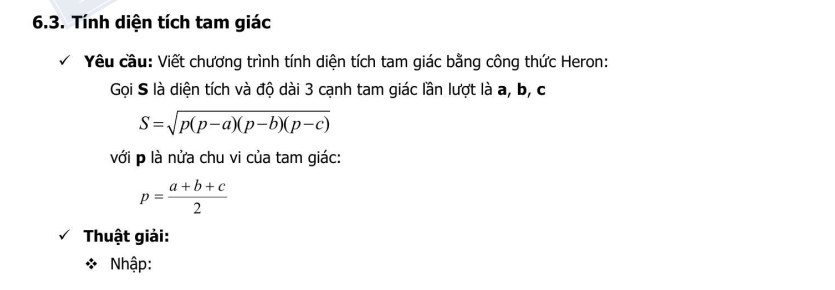 6.3. Tính diện tích tam giác
✓ Yêu cầu: Viết chương trình tính diện tích tam giác bằng công thức Heron:
Gọi S là diện tích và độ dài 3 cạnh tam giác lần lượt là a, b, c
S = √p(p−a)(p−b)(p−c)
với p là nửa chu vi của tam giác:
p = (a + b + c) / 2
✓ Thuật giải:
❖ Nhập: